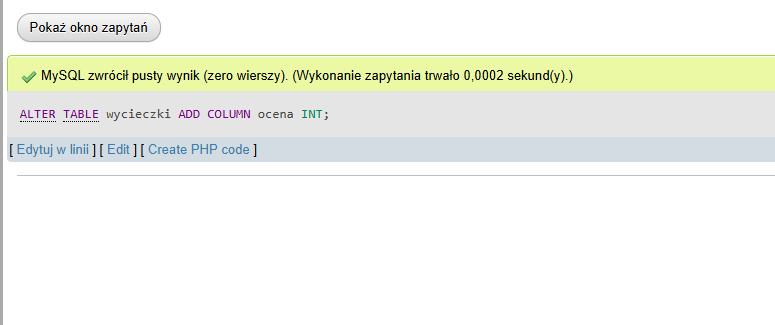 Pokaż okno zapytań
MySQL zwrócił pusty wynik (zero wierszy). (Wykonanie zapytania trwało 0,0002 sekund(y).)
ALTER TABLE wycieczki ADD COLUMN ocena INT;
[ Edytuj w linii ] [ Edit ] [ Create PHP code ]